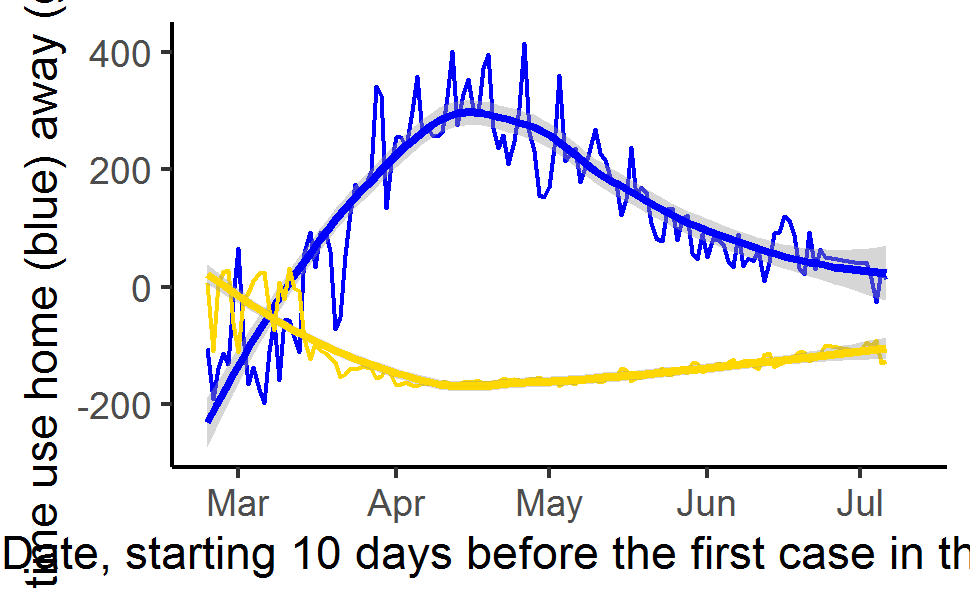 time use home (blue) away (
400
200
0
-200
Mar Apr May Jun Jul
Date, starting 10 days before the first case in th